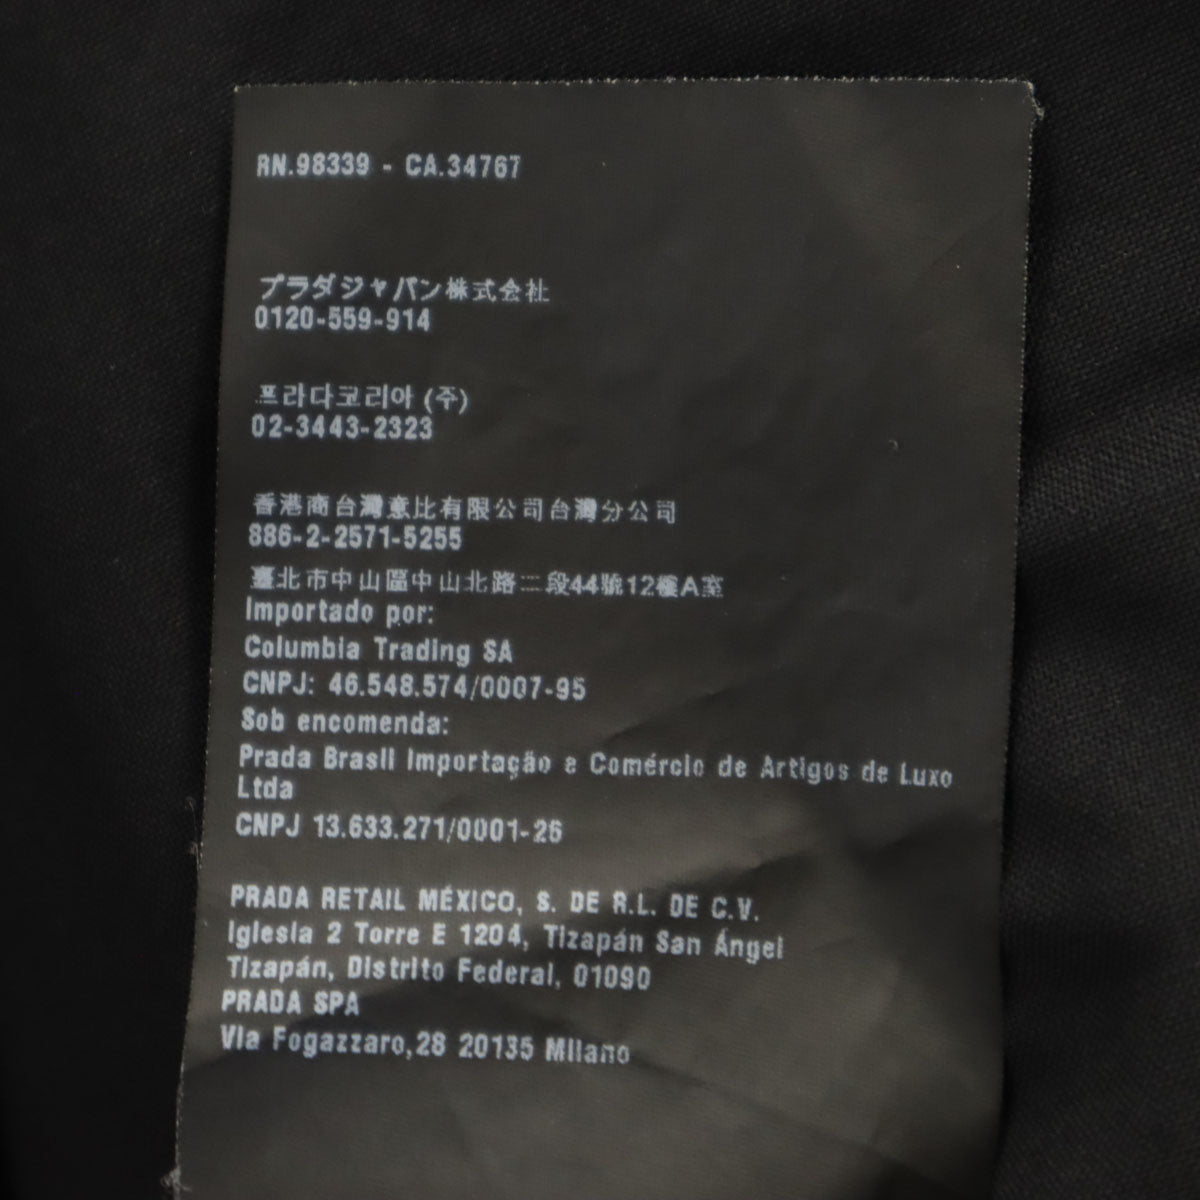 RN.98339 - CA.34767
プラダジャパン株式会社
0120-559-914
프라다코리아 (주)
02-3443-2323
香港商台灣意比有限公司台灣分公司
886-2-2571-5255
臺北市中山區中山北路二段44號12樓A室
Importado por:
Columbia Trading SA
CNPJ: 46.548.574/0007-95
Sob encomenda:
Prada Brasil Importação e Comércio de Artigos de Luxo
Ltda
CNPJ 13.633.271/0001-26
PRADA RETAIL MÉXICO, S. DE R.L. DE C.V.
Iglesia 2 Torre E 1204, Tizapán San Ángel
Tizapán, Distrito Federal, 01090
PRADA SPA
Via Fogazzaro,28 20135 Milano